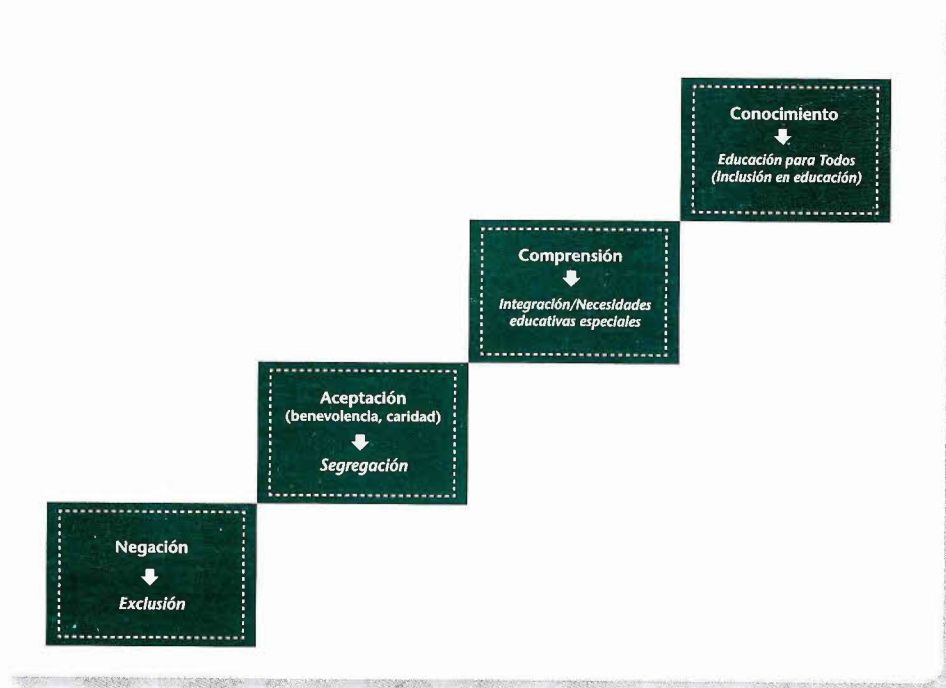 Conocimiento
Educación para Todos
(Inclusión en educación)
Comprensión
Integración/Necesidades
educativas especiales
Aceptación
(benevolencia, caridad)
Segregación
Negación
Exclusión